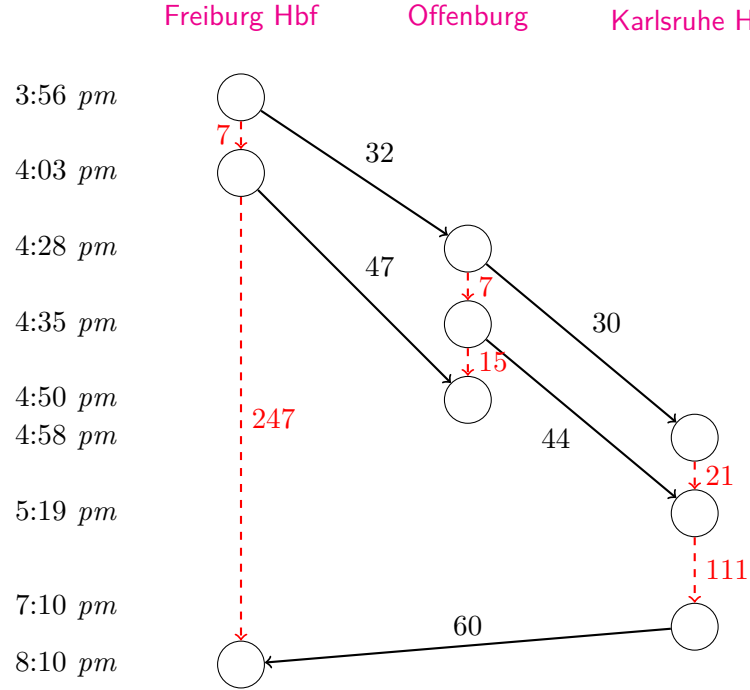 Freiburg Hbf Offenburg Karlsruhe H
3:56 pm
7
32
4:03 pm
4:28 pm
47
7
30
4:35 pm
15
4:50 pm
247
4:58 pm
44
21
5:19 pm
111
7:10 pm
60
8:10 pm